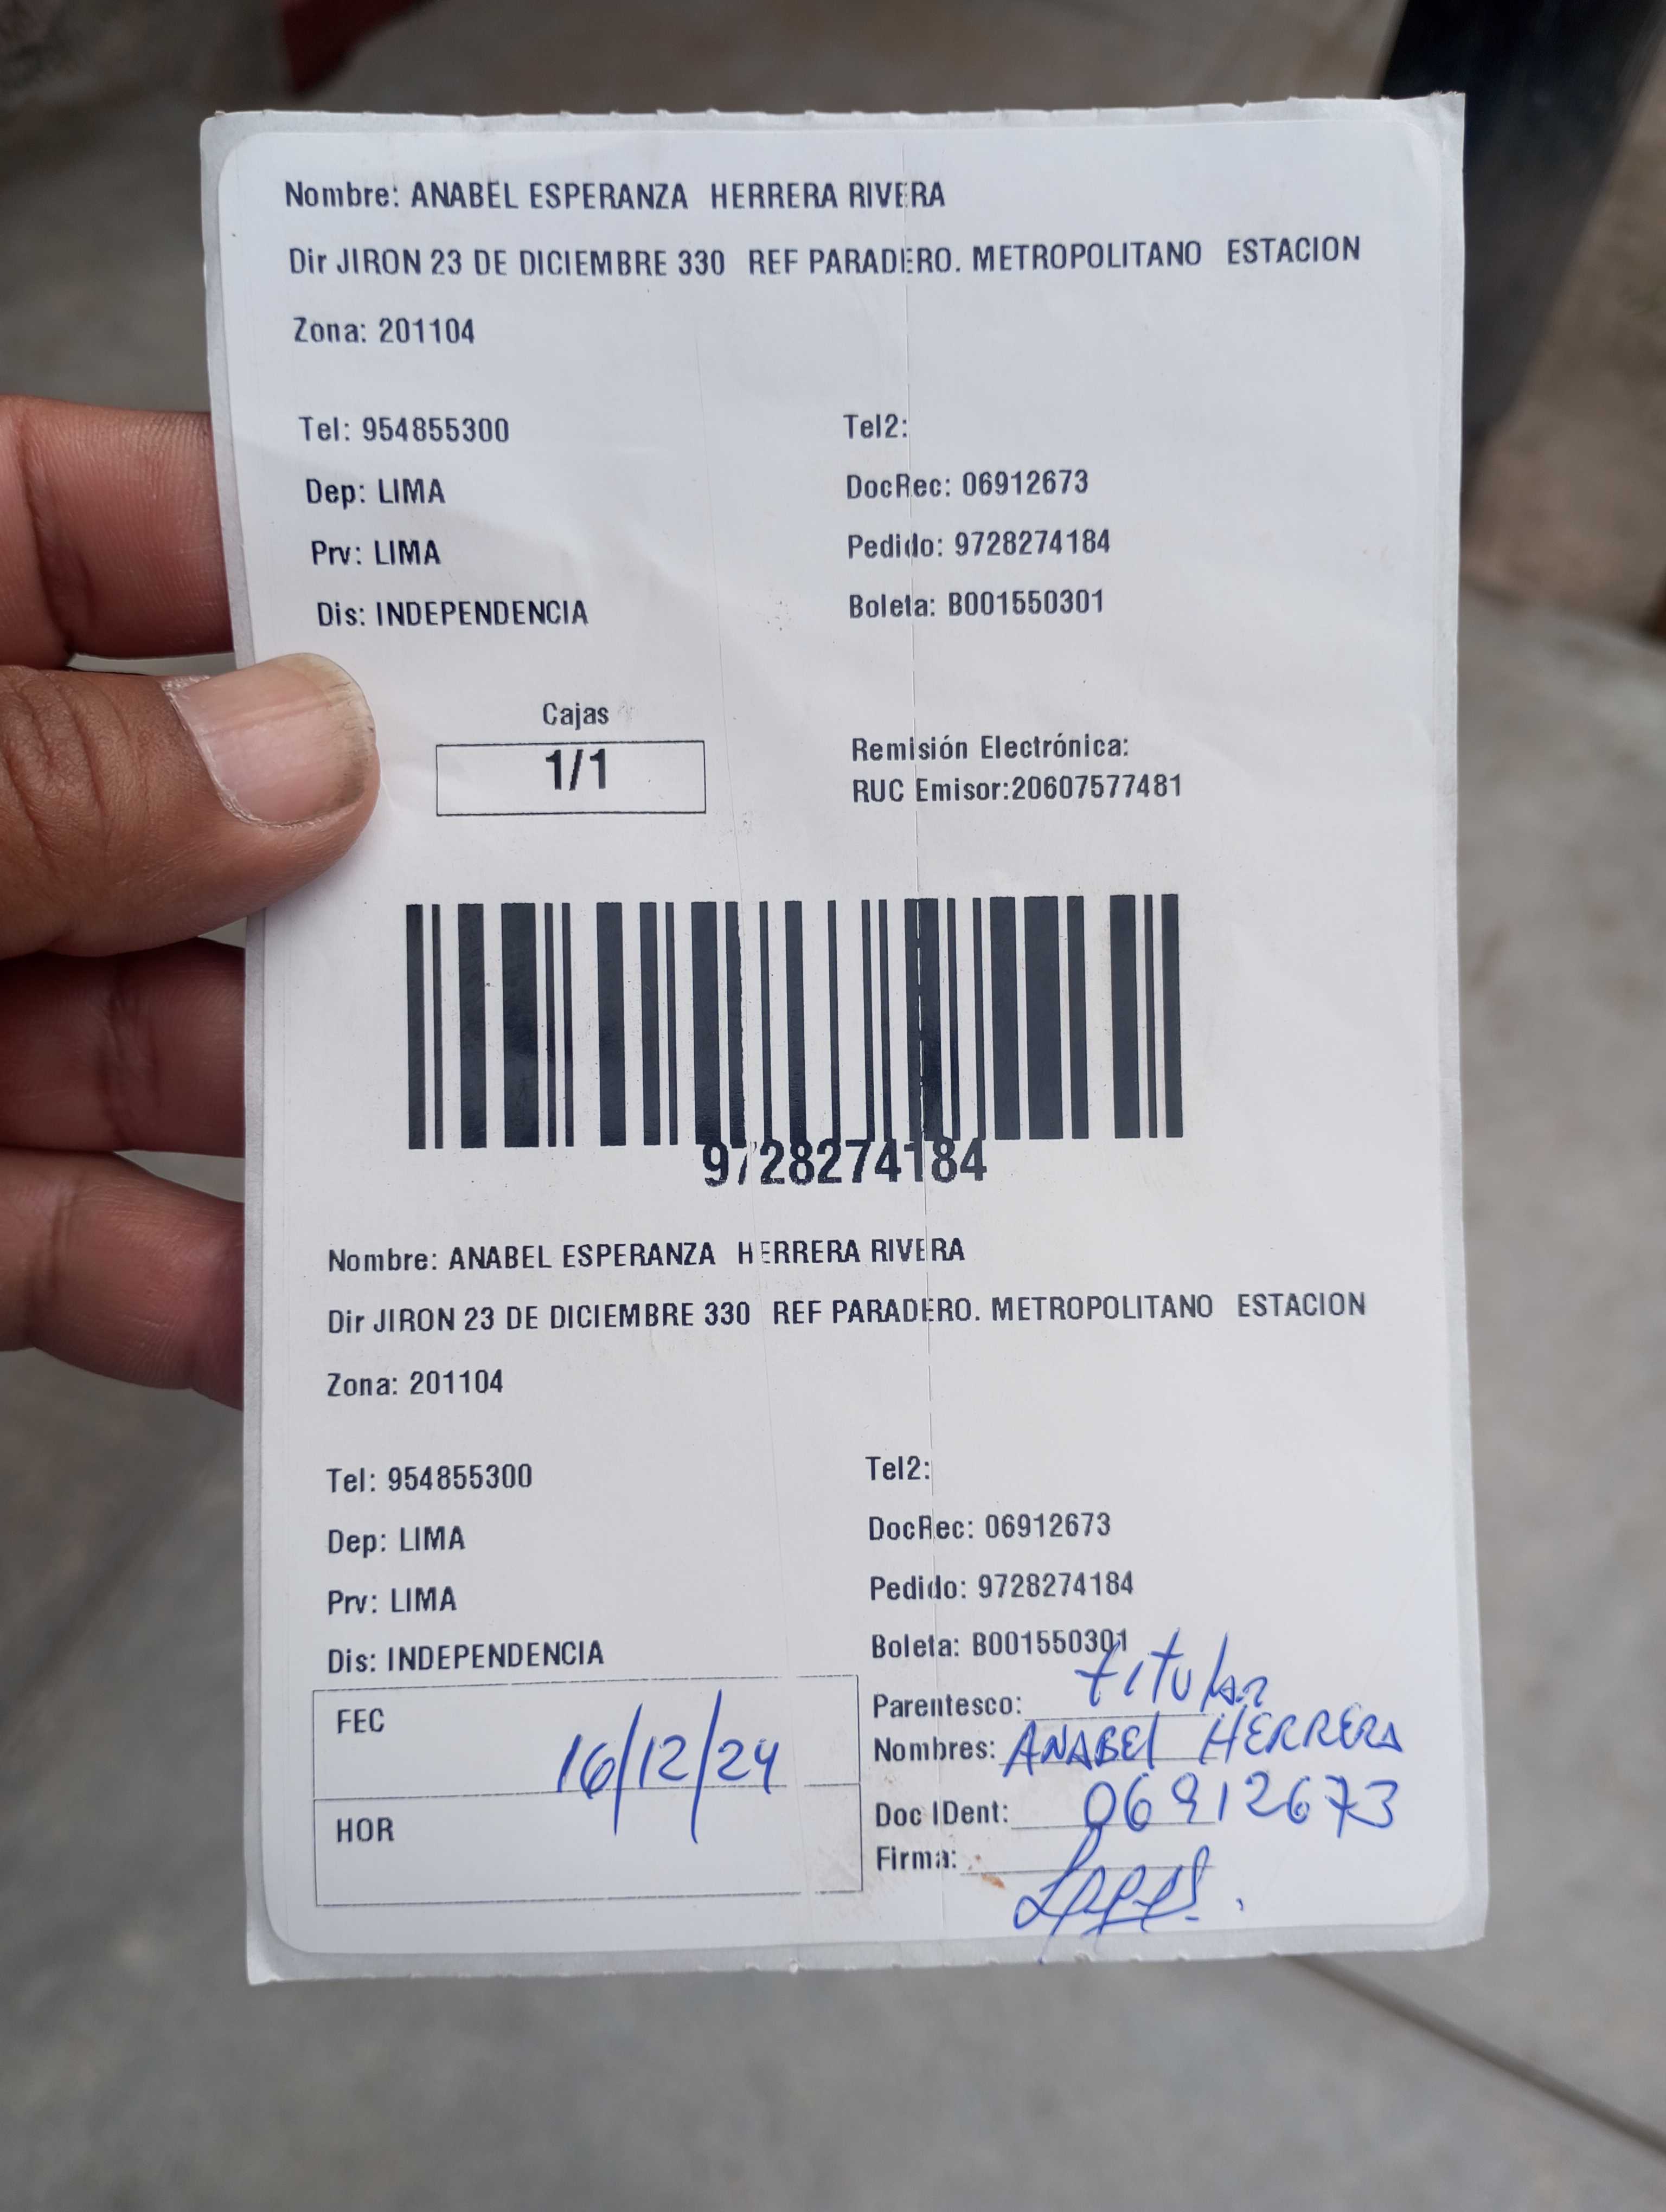 Nombre: ANABEL ESPERANZA HERRERA RIVERA
Dir JIRON 23 DE DICIEMBRE 330 REF PARADERO. METROPOLITANO ESTACION
Zona: 201104
Tel: 954855300 Tel2:
Dep: LIMA DocRec: 06912673
Prv: LIMA Pedido: 9728274184
Dis: INDEPENDENCIA Boleta: B001550301
Cajas
1/1
Remisión Electrónica:
RUC Emisor:20607577481
9728274184
Nombre: ANABEL ESPERANZA HERRERA RIVERA
Dir JIRON 23 DE DICIEMBRE 330 REF PARADERO. METROPOLITANO ESTACION
Zona: 201104
Tel: 954855300 Tel2:
Dep: LIMA DocRec: 06912673
Prv: LIMA Pedido: 9728274184
Dis: INDEPENDENCIA Boleta: B001550301
FEC 16/12/24
HOR
Parentesco: titular
Nombres: ANABEl HERRERA
Doc IDent: 06912673
Firma: